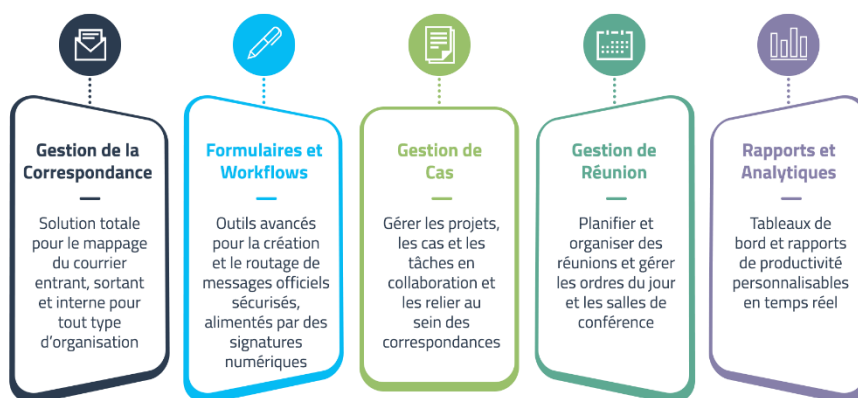 Gestion de la
Correspondance
Solution totale
pour le mappage
du courrier
entrant, sortant
et interne pour
tout type
d'organisation
Formulaires et
Workflows
Outils avancés
pour la création
et le routage de
messages officiels
sécurisés,
alimentés par des
signatures
numériques
Gestion de
Cas
Gérer les projets,
les cas et les
tâches en
collaboration et
les relier au
sein des
correspondances
Gestion de
Réunion
Planifier et
organiser des
réunions et gérer
les ordres du jour
et les salles de
conférence
Rapports et
Analytiques
Tableaux de
bord et rapports
de productivité
personnalisables
en temps réel